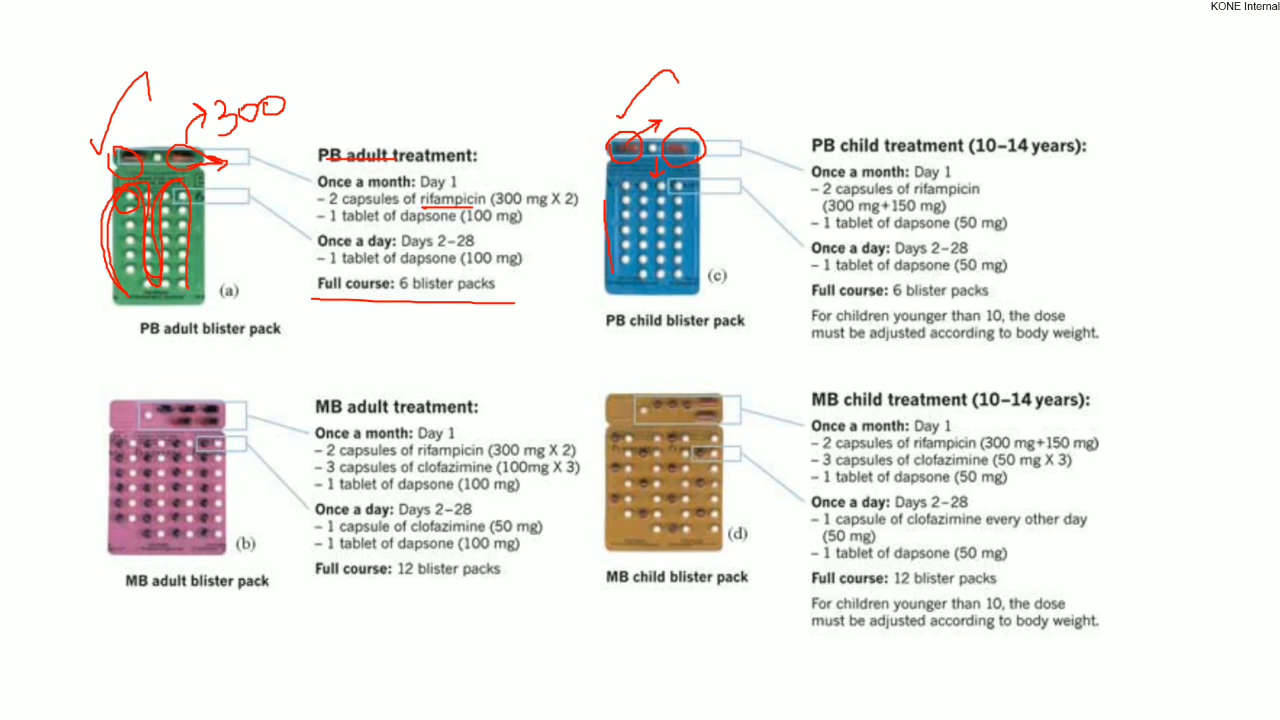 KONE Internal
300
PB adult treatment:
Once a month: Day 1
– 2 capsules of rifampicin (300 mg X 2)
– 1 tablet of dapsone (100 mg)
Once a day: Days 2–28
– 1 tablet of dapsone (100 mg)
Full course: 6 blister packs
(a)
PB adult blister pack
PB child treatment (10–14 years):
Once a month: Day 1
– 2 capsules of rifampicin
(300 mg+150 mg)
– 1 tablet of dapsone (50 mg)
Once a day: Days 2–28
– 1 tablet of dapsone (50 mg)
Full course: 6 blister packs
For children younger than 10, the dose
must be adjusted according to body weight.
(c)
PB child blister pack
MB adult treatment:
Once a month: Day 1
– 2 capsules of rifampicin (300 mg X 2)
– 3 capsules of clofazimine (100mg X 3)
– 1 tablet of dapsone (100 mg)
Once a day: Days 2–28
– 1 capsule of clofazimine (50 mg)
– 1 tablet of dapsone (100 mg)
Full course: 12 blister packs
(b)
MB adult blister pack
MB child treatment (10–14 years):
Once a month: Day 1
– 2 capsules of rifampicin (300 mg+150 mg)
– 3 capsules of clofazimine (50 mg X 3)
– 1 tablet of dapsone (50 mg)
Once a day: Days 2–28
– 1 capsule of clofazimine every other day
(50 mg)
– 1 tablet of dapsone (50 mg)
Full course: 12 blister packs
For children younger than 10, the dose
must be adjusted according to body weight.
(d)
MB child blister pack